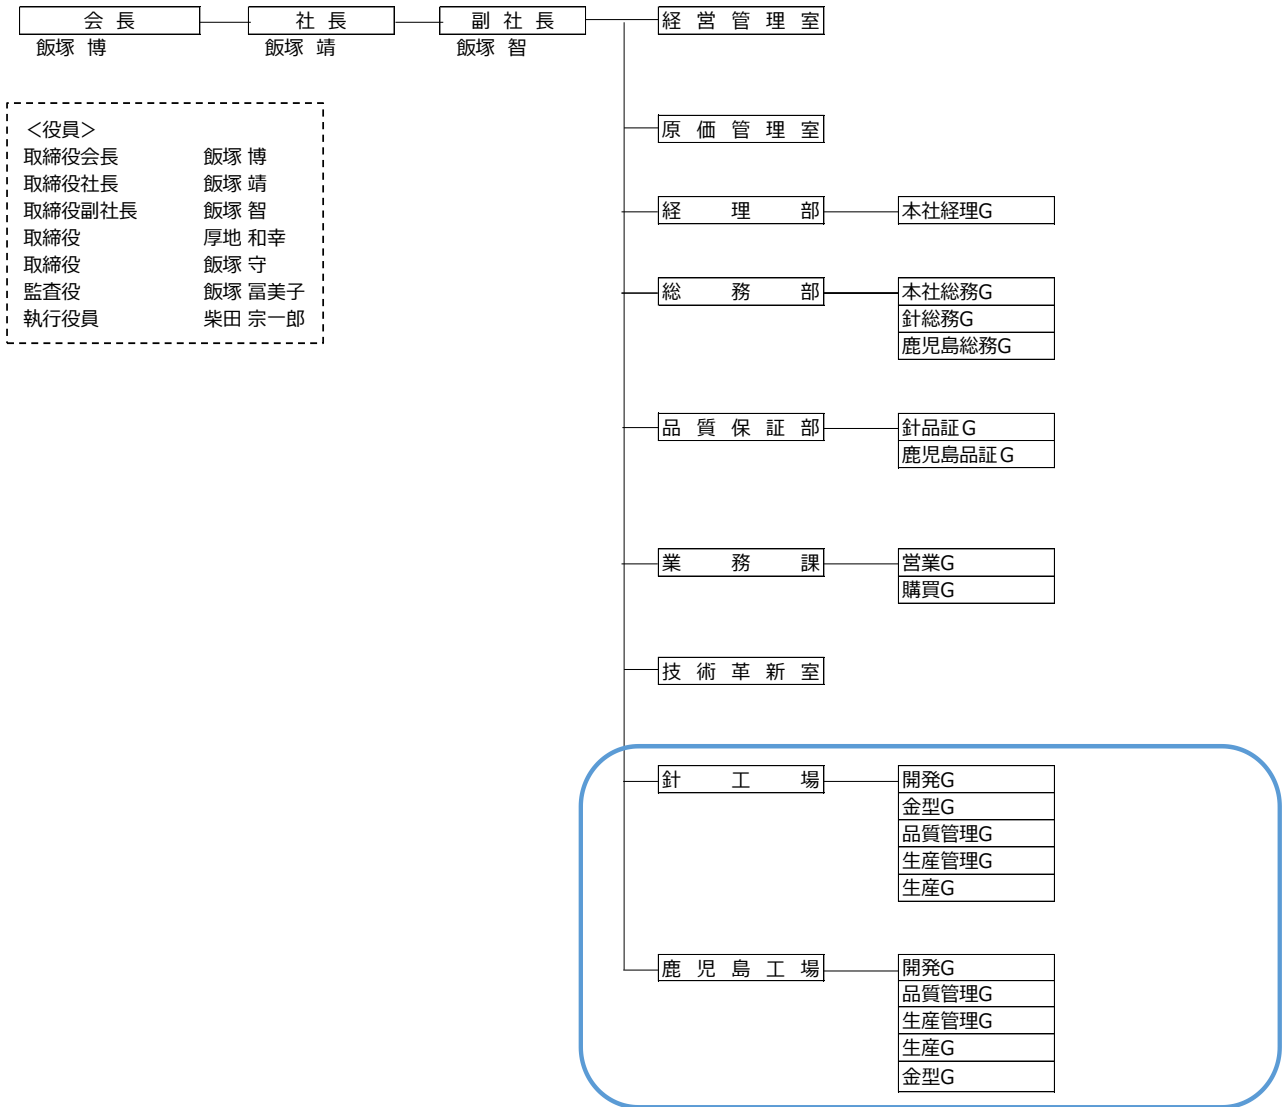 会長 社長 副社長 経営管理室
飯塚 博 飯塚 靖 飯塚 智
<役員>
取締役会長 飯塚 博
取締役社長 飯塚 靖
取締役副社長 飯塚 智
取締役 厚地 和幸
取締役 飯塚 守
監査役 飯塚 冨美子
執行役員 柴田 宗一郎
原価管理室
経理部 本社経理G
総務部 本社総務G
針総務G
鹿児島総務G
品質保証部 針品証G
鹿児島品証G
業務課 営業G
購買G
技術革新室
針工場 開発G
金型G
品質管理G
生産管理G
生産G
鹿児島工場 開発G
品質管理G
生産管理G
生産G
金型G